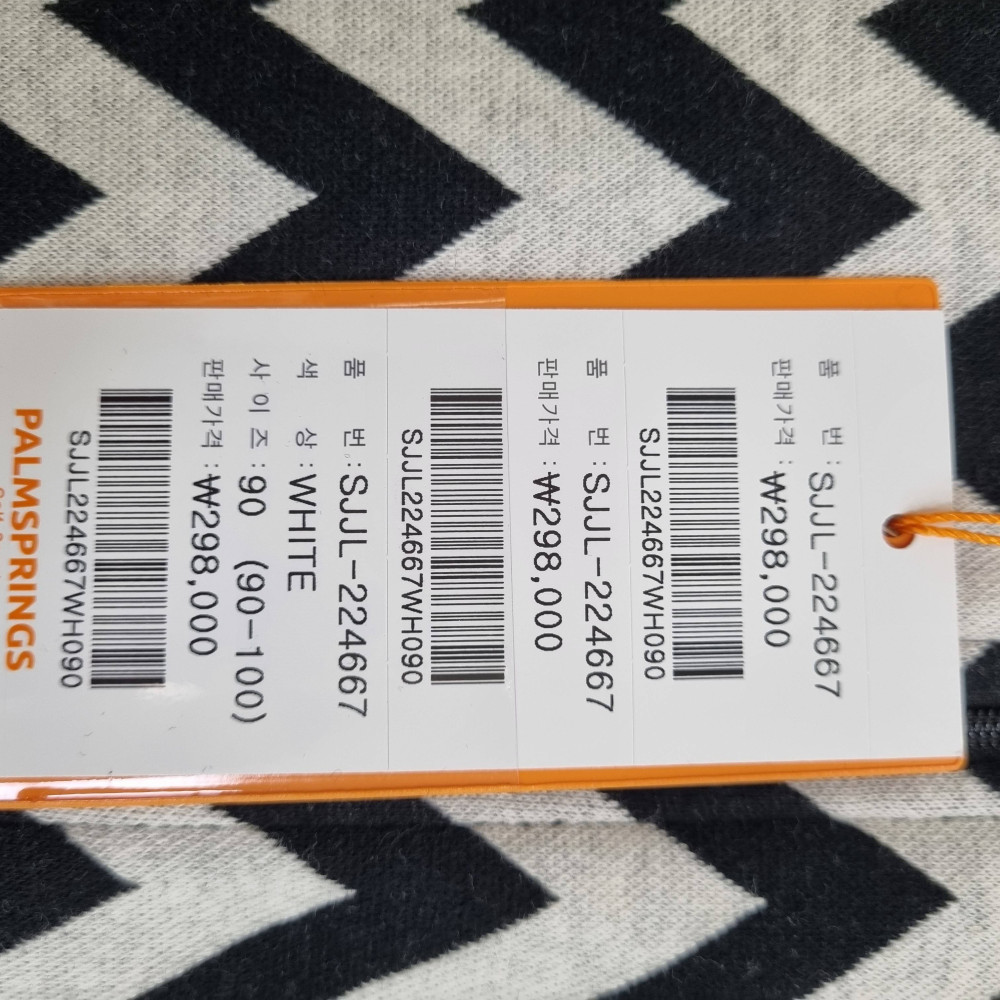 품 번 : SJJL-224667
판매가격 : ₩298,000
SJJL224667WH090
품 번 : SJJL-224667
판매가격 : ₩298,000
SJJL224667WH090
품 번 : SJJL-224667
색 상 : WHITE
사 이 즈 : 90 (90-100)
판매가격 : ₩298,000
SJJL224667WH090
PALMSPRINGS